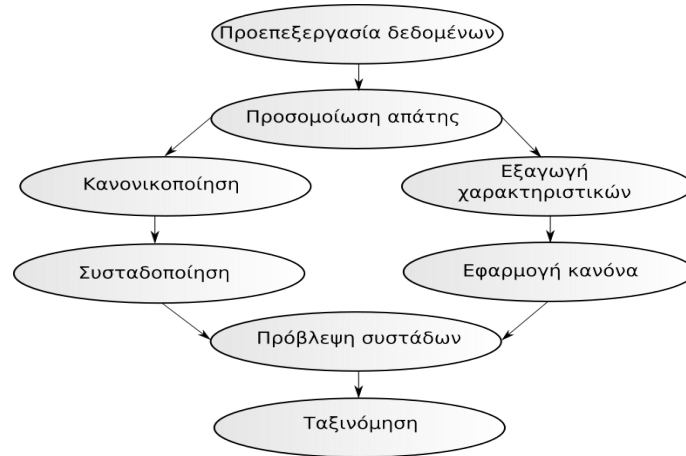 Προεπεξεργασία δεδομένων
Προσομοίωση απάτης
Κανονικοποίηση
Εξαγωγή
χαρακτηριστικών
Συσταδοποίηση
Εφαρμογή κανόνα
Πρόβλεψη συστάδων
Ταξινόμηση